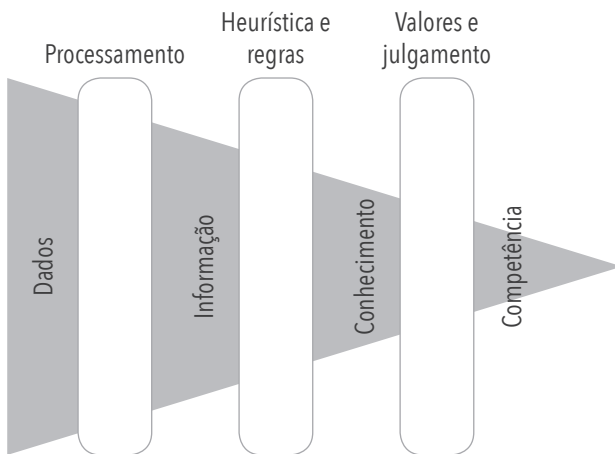 Processamento
Heurística e
regras
Valores e
julgamento
Dados
Informação
Conhecimento
Competência